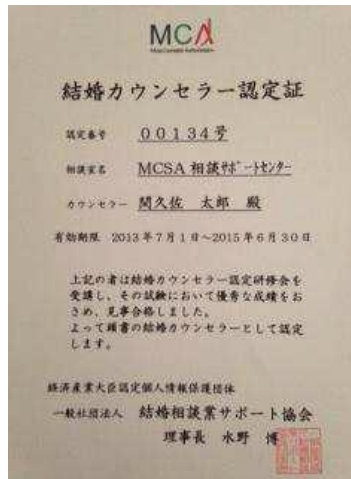 MCA
結婚カウンセラー認定証
認定番号 00134号
相談室名 MCSA 相談ｻﾎﾟｰﾄｾﾝﾀｰ
カウンセラー 関久佐 太郎 殿
有効期限 2013年7月1日～2015年6月30日
上記の者は結婚カウンセラー認定研修会を
受講し、その試験において優秀な成績をお
さめ、見事合格しました。
よって頭書の結婚カウンセラーとして認定
します。
経済産業大臣認定個人情報保護団体
一般社団法人 結婚相談業サポート協会
理事長 水野 博